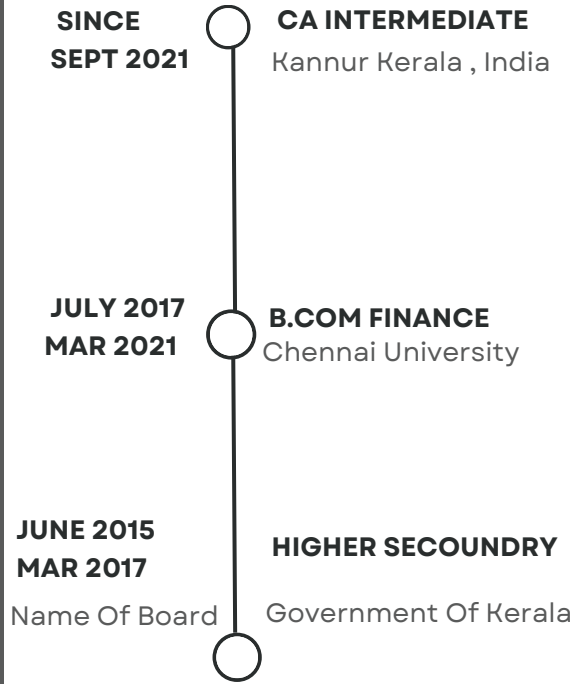 SINCE
SEPT 2021
CA INTERMEDIATE
Kannur Kerala , India
JULY 2017
MAR 2021
B.COM FINANCE
Chennai University
JUNE 2015
MAR 2017
HIGHER SECOUNDRY
Name Of Board
Government Of Kerala